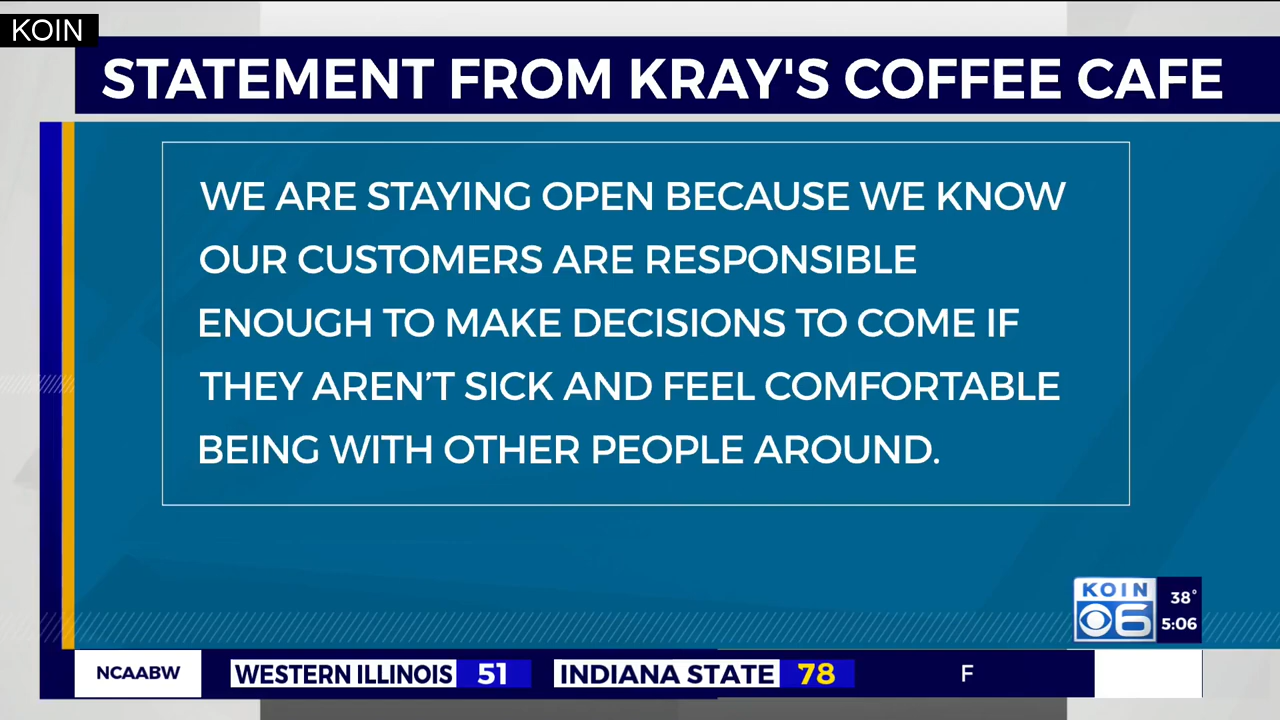 KOIN
STATEMENT FROM KRAY'S COFFEE CAFE
WE ARE STAYING OPEN BECAUSE WE KNOW
OUR CUSTOMERS ARE RESPONSIBLE
ENOUGH TO MAKE DECISIONS TO COME IF
THEY AREN’T SICK AND FEEL COMFORTABLE
BEING WITH OTHER PEOPLE AROUND.
KOIN 38°
6 5:06
NCAABW WESTERN ILLINOIS 51 INDIANA STATE 78 F